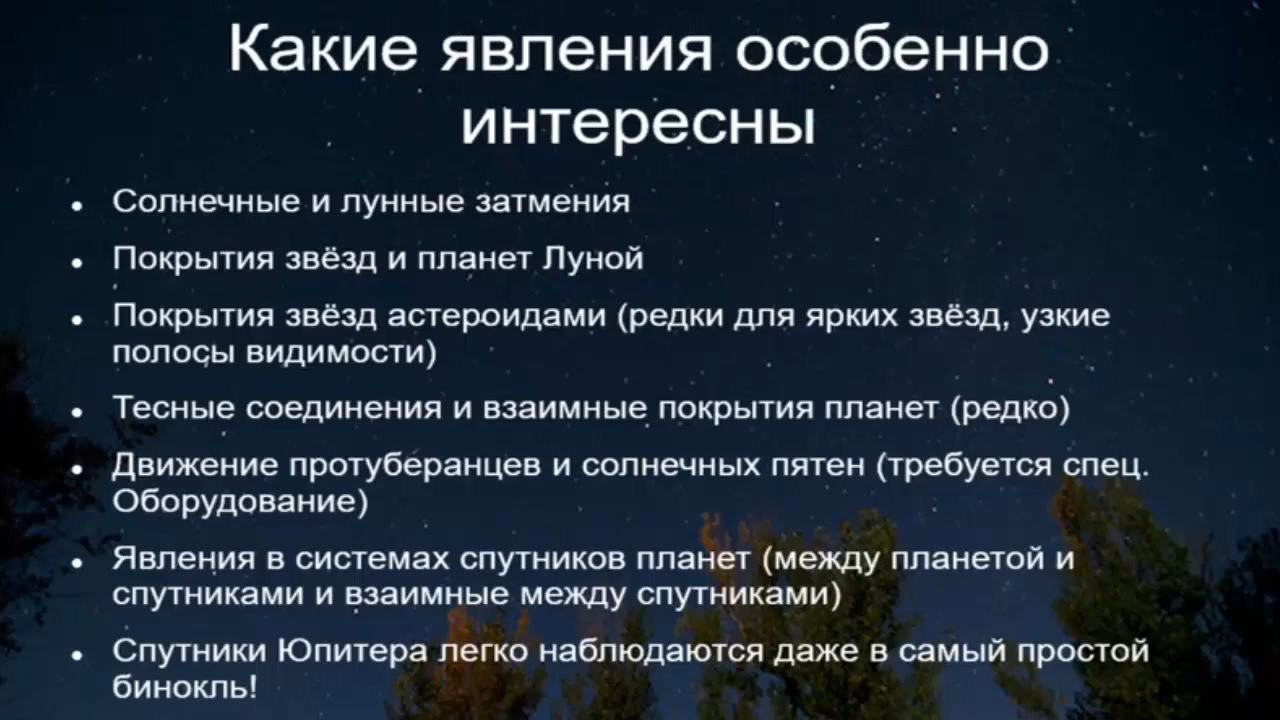 Какие явления особенно
интересны
• Солнечные и лунные затмения
• Покрытия звёзд и планет Луной
• Покрытия звёзд астероидами (редки для ярких звёзд, узкие
полосы видимости)
• Тесные соединения и взаимные покрытия планет (редко)
• Движение протуберанцев и солнечных пятен (требуется спец.
Оборудование)
• Явления в системах спутников планет (между планетой и
спутниками и взаимные между спутниками)
• Спутники Юпитера легко наблюдаются даже в самый простой
бинокль!